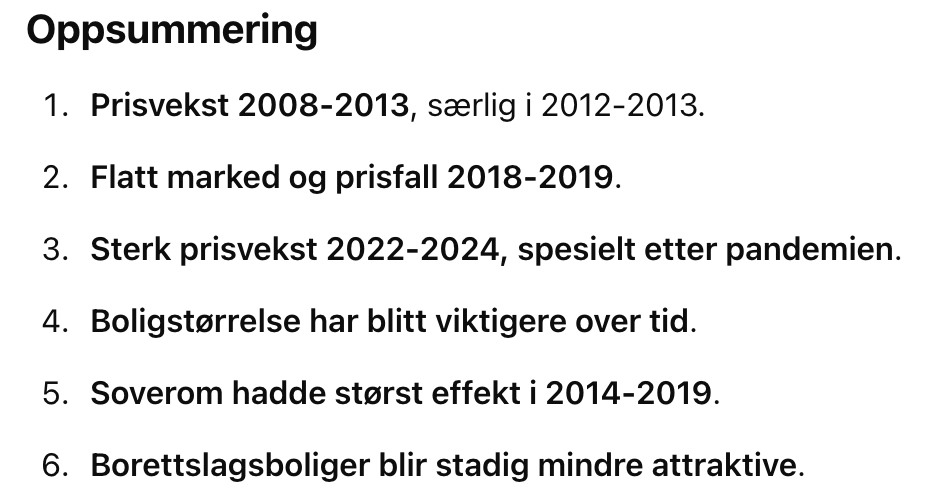 Oppsummering
1. Prisvekst 2008-2013, særlig i 2012-2013.
2. Flatt marked og prisfall 2018-2019.
3. Sterk prisvekst 2022-2024, spesielt etter pandemien.
4. Boligstørrelse har blitt viktigere over tid.
5. Soverom hadde størst effekt i 2014-2019.
6. Borettslagsboliger blir stadig mindre attraktive.